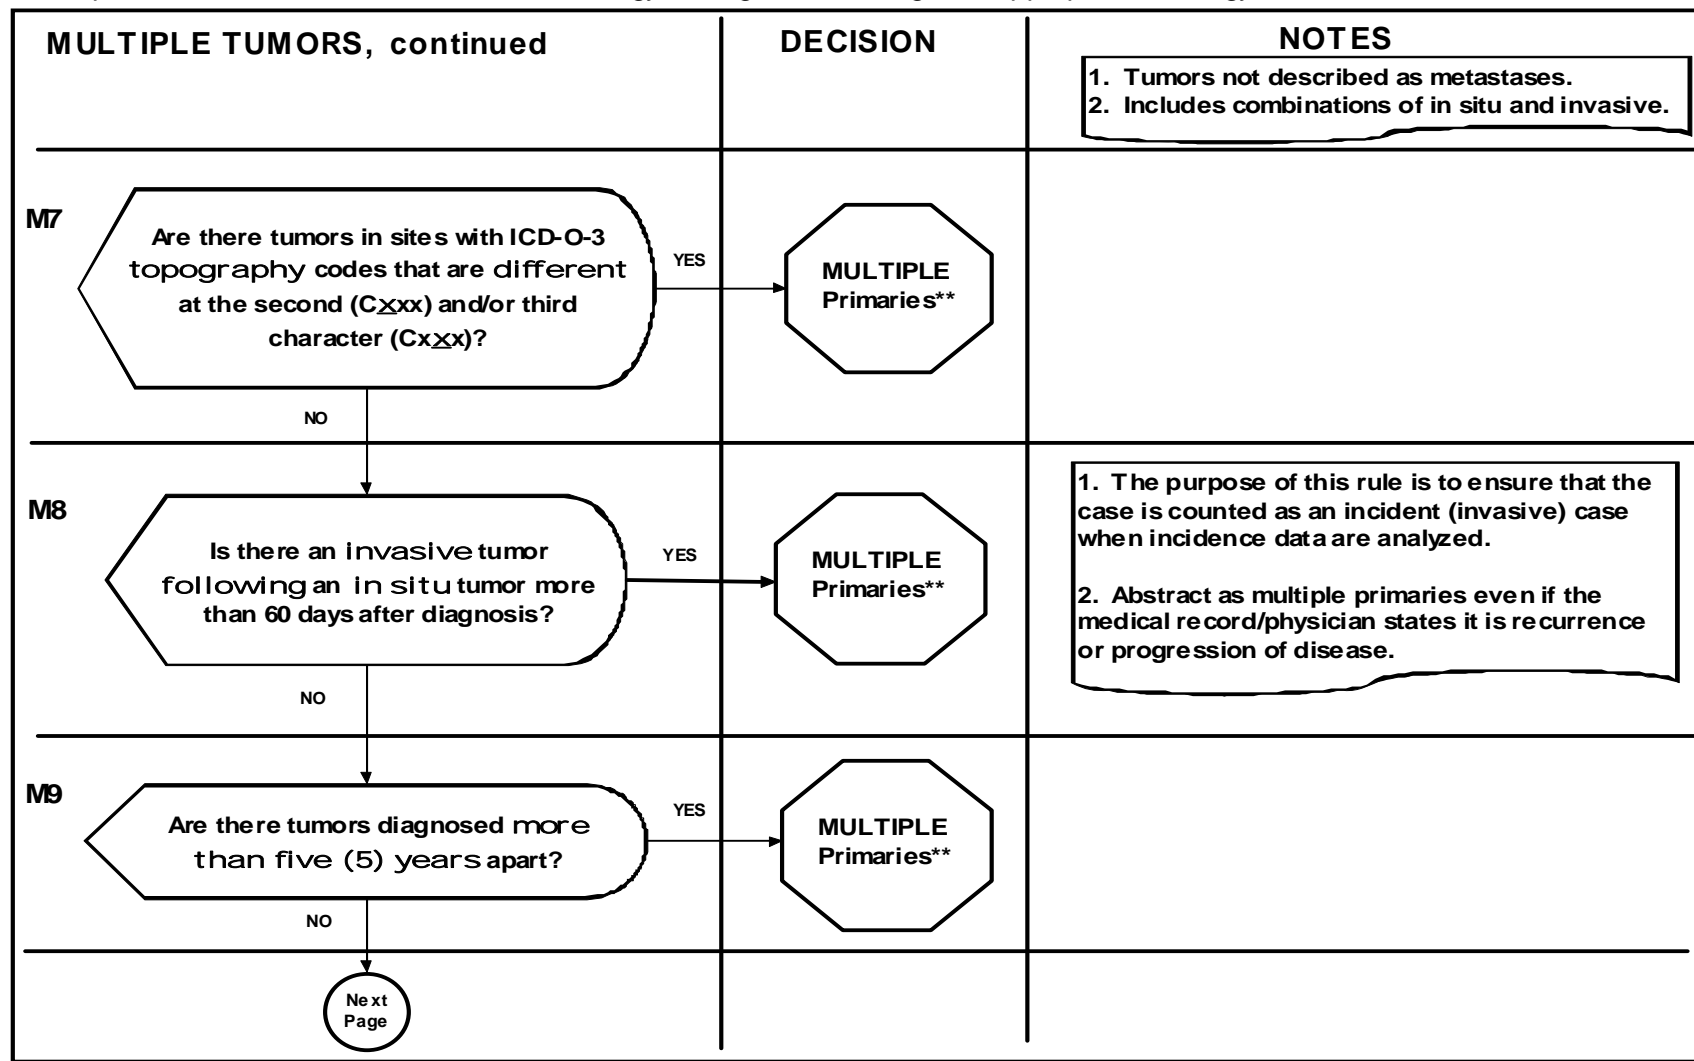 MULTIPLE TUMORS, continued
DECISION
NOTES
1. Tumors not described as metastases.
2. Includes combinations of in situ and invasive.
M7
Are there tumors in sites with ICD-O-3
topography codes that are different
at the second (Cxxx) and/or third
character (Cxxx)?
YES
MULTIPLE
Primaries**
NO
M8
Is there an invasive tumor
following an in situ tumor more
than 60 days after diagnosis?
YES
MULTIPLE
Primaries**
1. The purpose of this rule is to ensure that the
case is counted as an incident (invasive) case
when incidence data are analyzed.
2. Abstract as multiple primaries even if the
medical record/physician states it is recurrence
or progression of disease.
NO
M9
Are there tumors diagnosed more
than five (5) years apart?
YES
MULTIPLE
Primaries**
NO
Next
Page